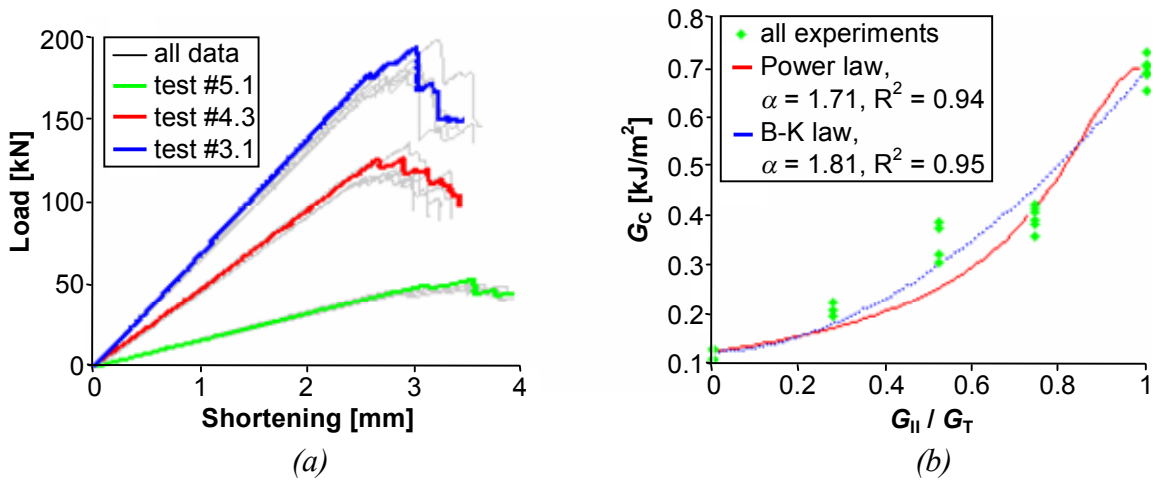 200
150
100
50
0
0
1
2
3
4
Load [kN]
Shortening [mm]
all data
test #5.1
test #4.3
test #3.1
(a)
0.8
0.7
0.6
0.5
0.4
0.3
0.2
0.1
0
0.2
0.4
0.6
0.8
1
G_C [kJ/m²]
G_II / G_T
all experiments
Power law,
α = 1.71, R² = 0.94
B-K law,
α = 1.81, R² = 0.95
(b)